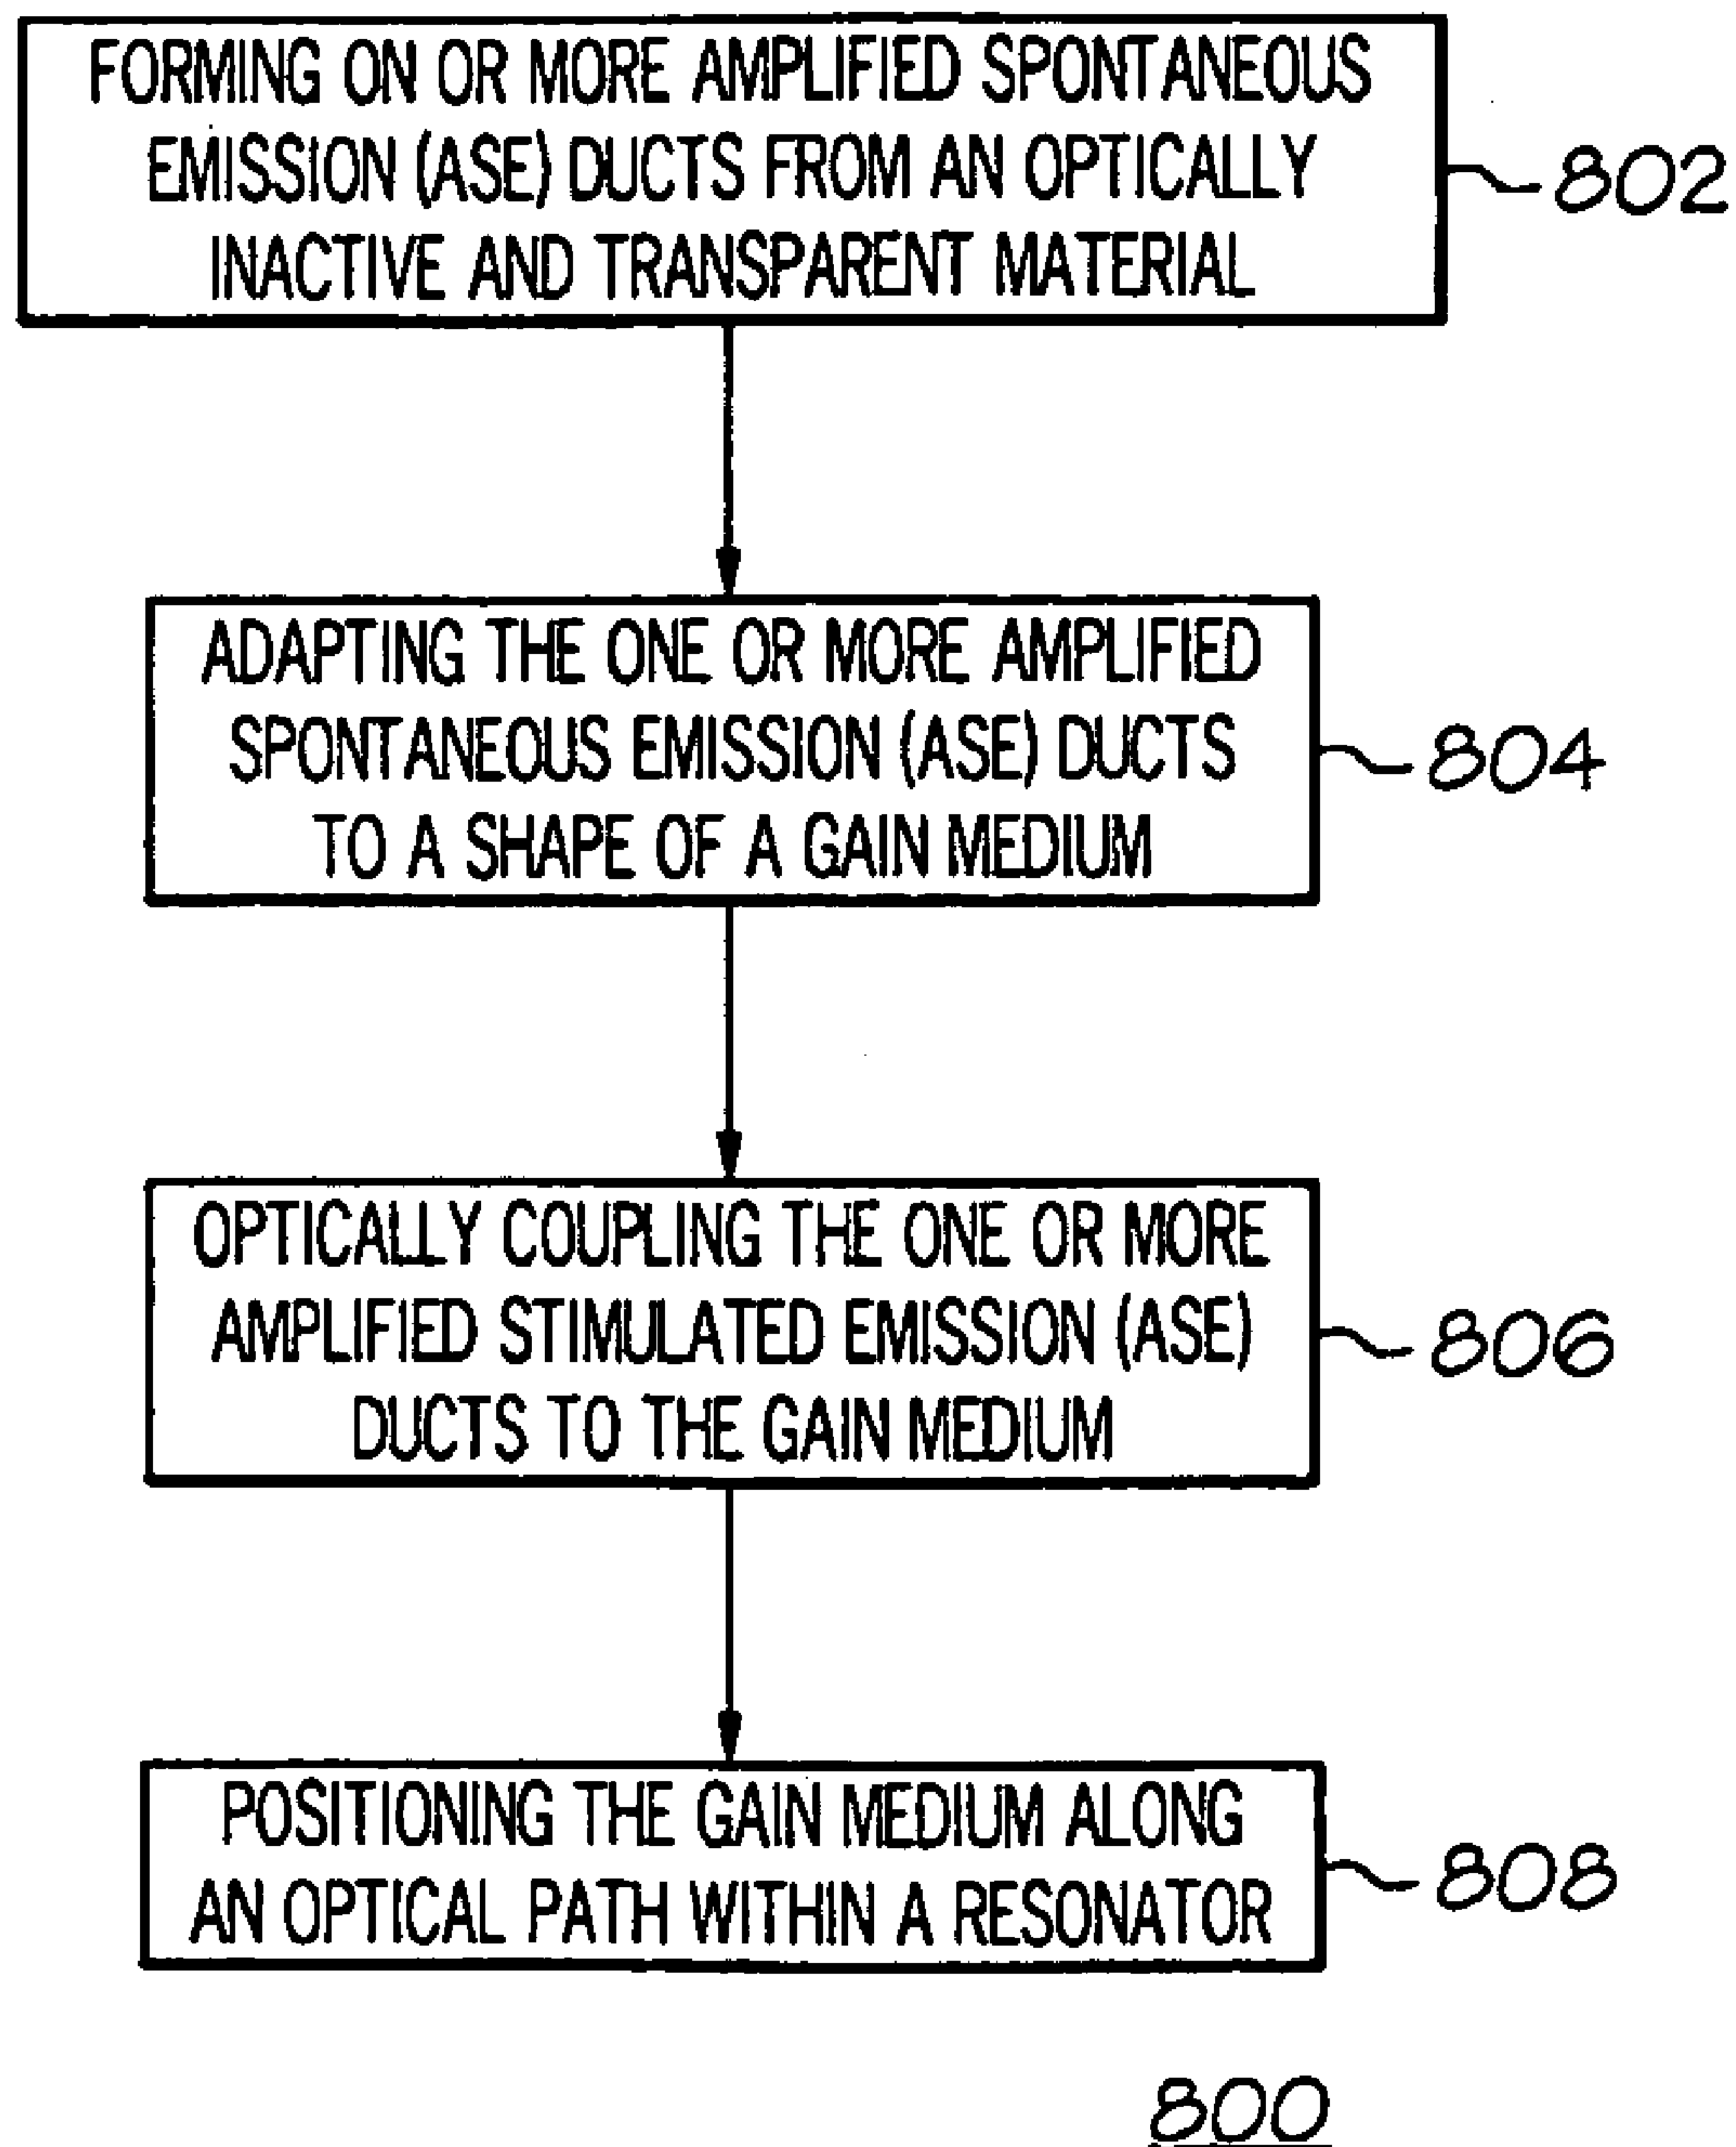 FORMING ON OR MORE AMPLIFIED SPONTANEOUS
EMISSION (ASE) DUCTS FROM AN OPTICALLY
INACTIVE AND TRANSPARENT MATERIAL
802
ADAPTING THE ONE OR MORE AMPLIFIED
SPONTANEOUS EMISSION (ASE) DUCTS
TO A SHAPE OF A GAIN MEDIUM
804
OPTICALLY COUPLING THE ONE OR MORE
AMPLIFIED STIMULATED EMISSION (ASE)
DUCTS TO THE GAIN MEDIUM
806
POSITIONING THE GAIN MEDIUM ALONG
AN OPTICAL PATH WITHIN A RESONATOR
808
800